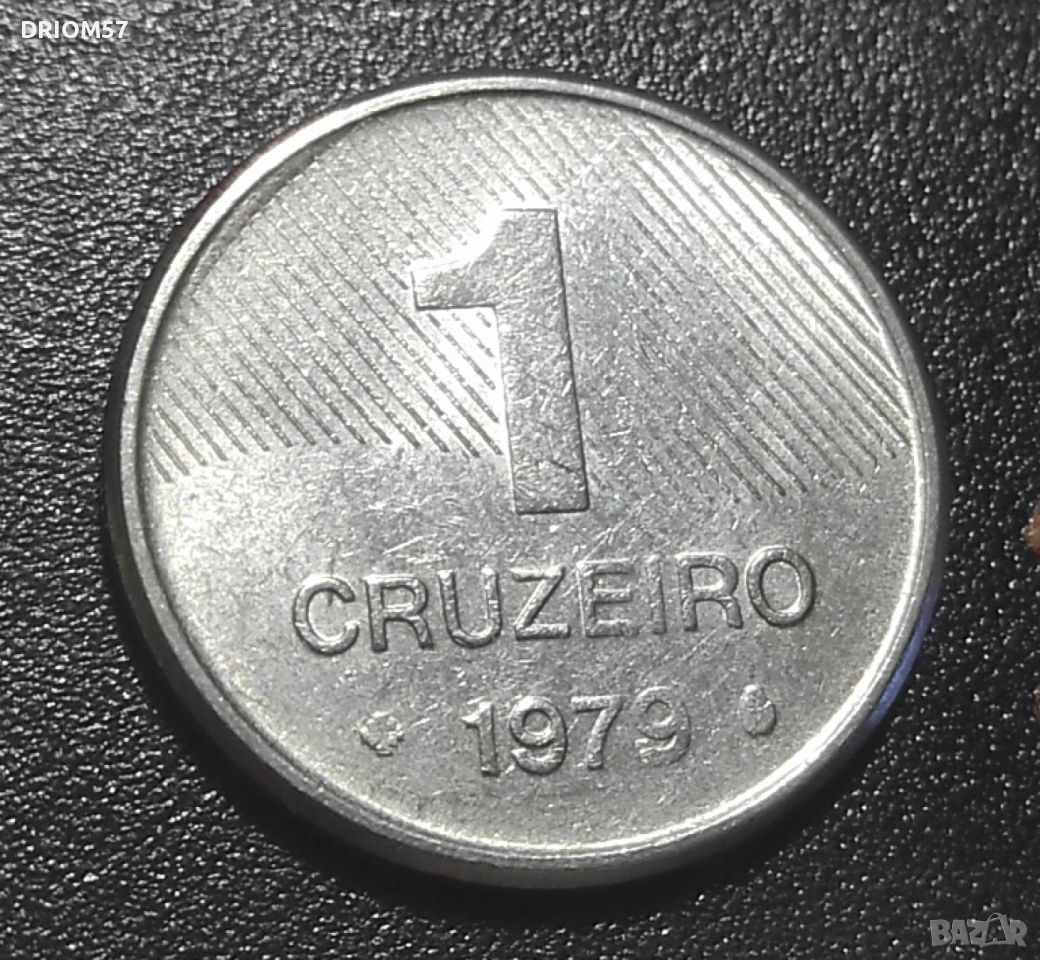 DRIOM57
1
CRUZEIRO
1979
BAZAR